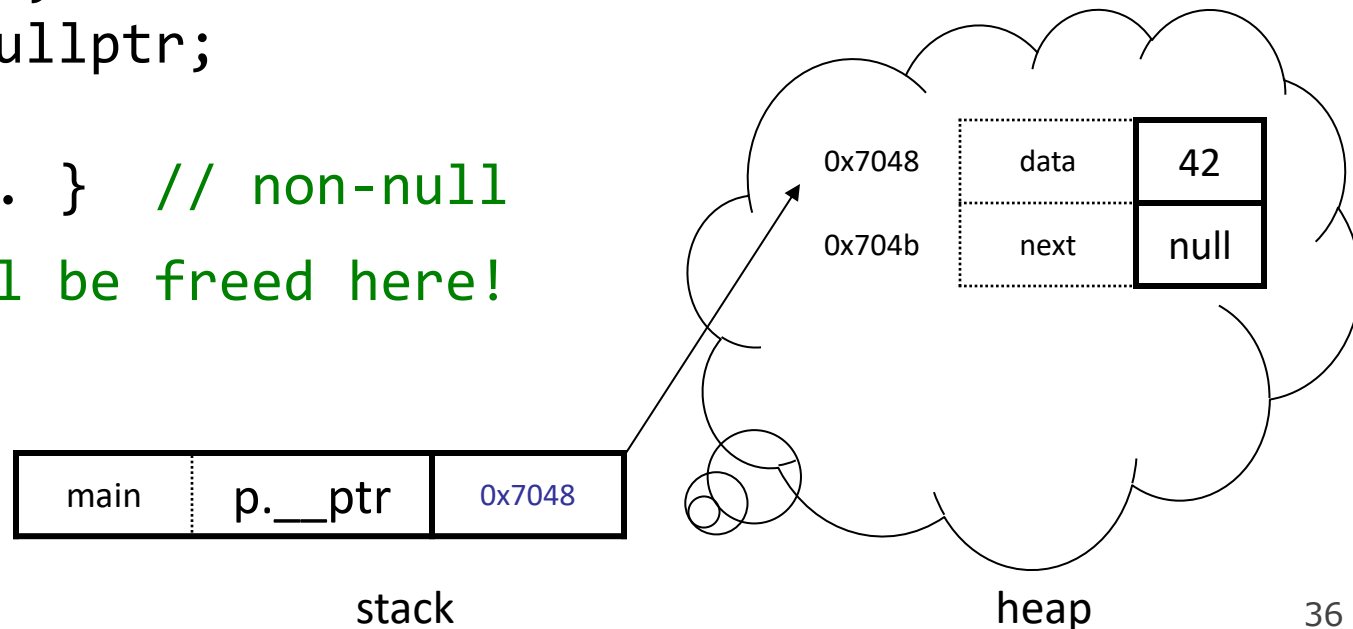 ullptr;
. } // non-null
l be freed here!
0x7048 data 42
0x704b next null
main p.__ptr 0x7048
stack heap 36